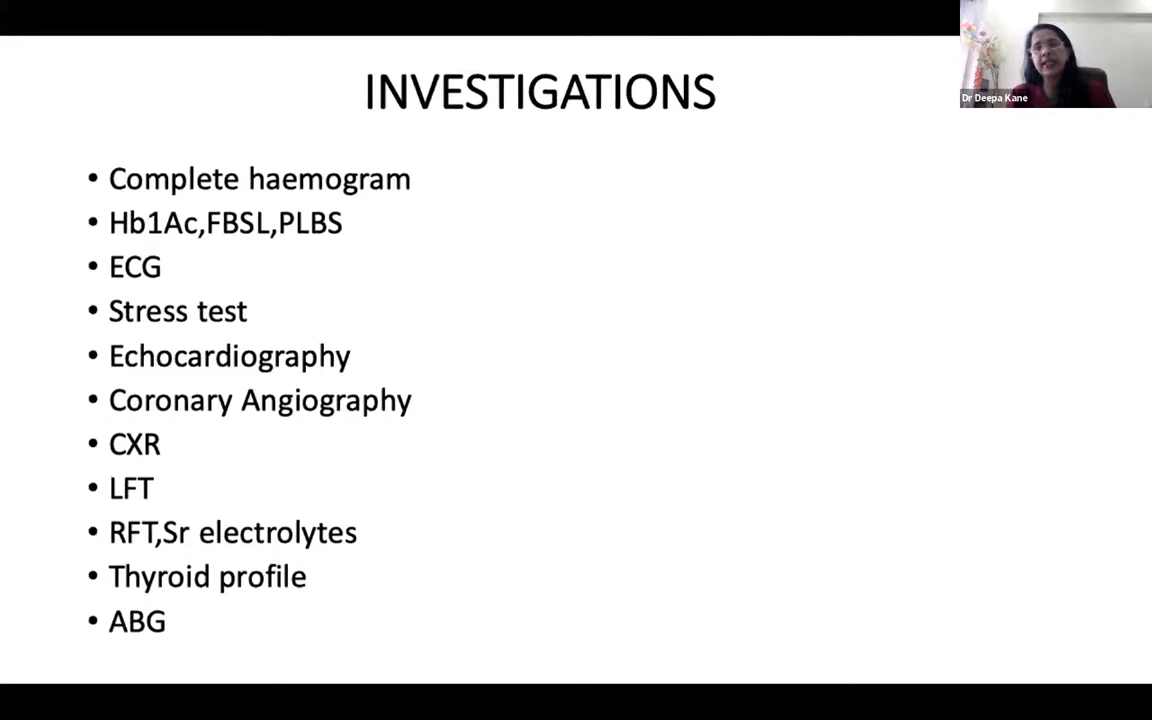 INVESTIGATIONS
Dr Deepa Kane
• Complete haemogram
• Hb1Ac,FBSL,PLBS
• ECG
• Stress test
• Echocardiography
• Coronary Angiography
• CXR
• LFT
• RFT,Sr electrolytes
• Thyroid profile
• ABG